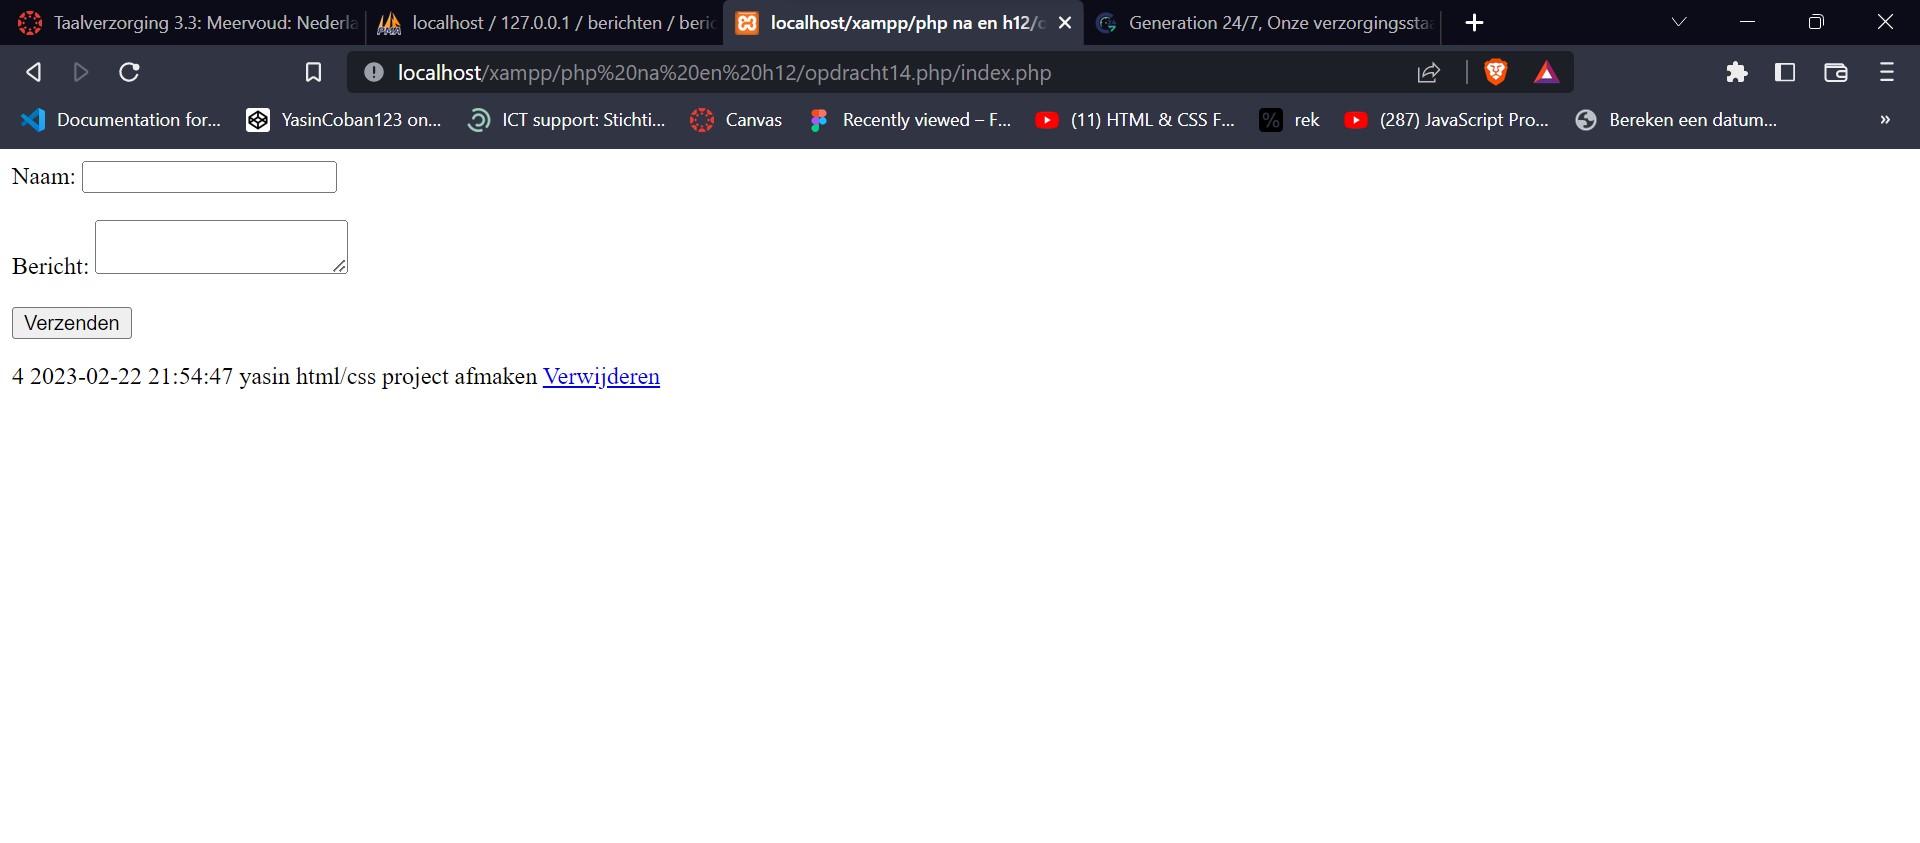 Taalverzorging 3.3: Meervoud: Nederla
localhost / 127.0.0.1 / berichten / beric
localhost/xampp/php na en h12/o
Generation 24/7, Onze verzorgingsstaa
localhost/xampp/php%20na%20en%20h12/opdracht14.php/index.php
Documentation for...
YasinCoban123 on...
ICT support: Stichti...
Canvas
Recently viewed – F...
(11) HTML & CSS F...
% rek
(287) JavaScript Pro...
Bereken een datum...
»
Naam:
Bericht:
Verzenden
4 2023-02-22 21:54:47 yasin html/css project afmaken Verwijderen